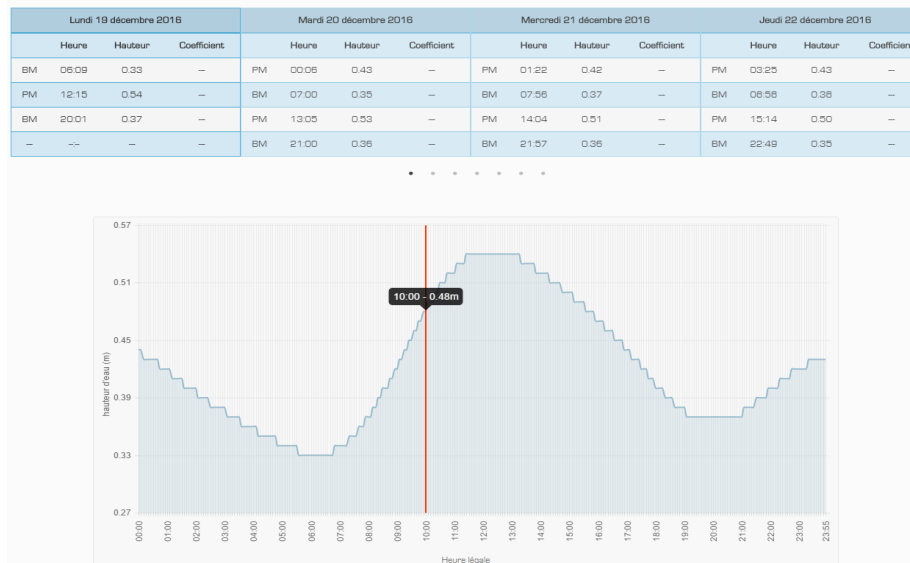 Lundi 19 décembre 2016 Mardi 20 décembre 2016 Mercredi 21 décembre 2016 Jeudi 22 décembre 2016
Heure Hauteur Coefficient Heure Hauteur Coefficient Heure Hauteur Coefficient Heure Hauteur Coefficien
BM 06:09 0.33 – PM 00:06 0.43 – PM 01:22 0.42 – PM 03:25 0.43 –
PM 12:15 0.54 – BM 07:00 0.35 – BM 07:56 0.37 – BM 08:58 0.38 –
BM 20:01 0.37 – PM 13:05 0.53 – PM 14:04 0.51 – PM 15:14 0.50 –
– -:- – – BM 21:00 0.36 – BM 21:57 0.36 – BM 22:49 0.35 –
0.57
0.51
0.45
0.39
0.33
0.27
hauteur d'eau (m)
10:00 - 0.48m
00:00 01:00 02:00 03:00 04:00 05:00 06:00 07:00 08:00 09:00 10:00 11:00 12:00 13:00 14:00 15:00 16:00 17:00 18:00 19:00 20:00 21:00 22:00 23:00 23:55
Heure légale